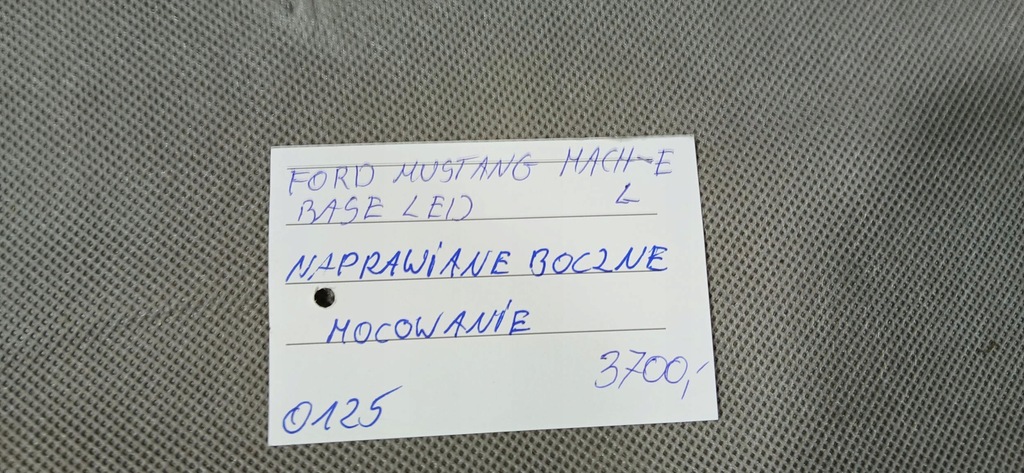 FORD MUSTANG MACH-E
BASE LED L
NAPRAWIANE BOCZNE
MOCOWANIE
3700,-
0125